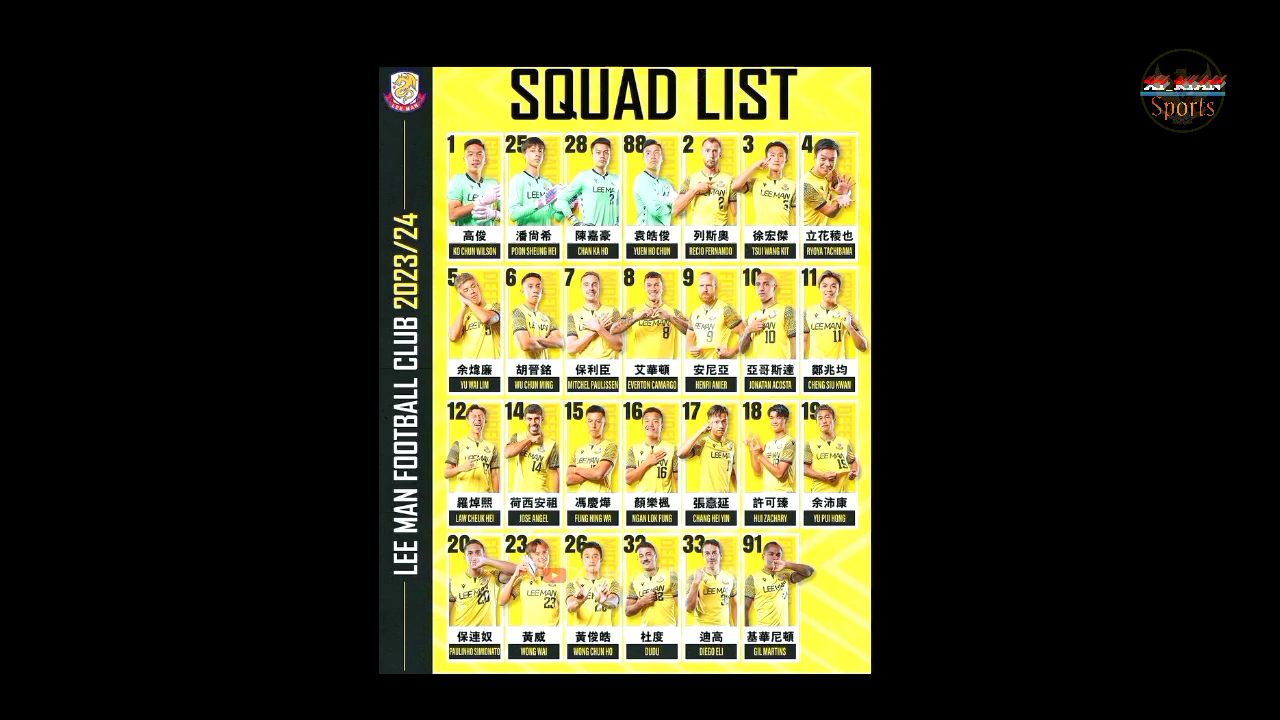 SQUAD LIST
LEE MAN
LEE MAN FOOTBALL CLUB 2023/24
Sports
1 25 28 88 2 3 4
高俊 潘尚希 陳嘉豪 袁皓俊 列斯奧 徐宏傑 立花稜也
KO CHUN WILSON POON SHEUNG HEI CHAN KA HO YUEN HO CHUN RECIO FERNANDO TSUI WANG KIT RYOYA TACHIBANA
5 6 7 8 9 10 11
余煒廉 胡晉銘 保利臣 艾華頓 安尼亞 亞哥斯達 鄭兆均
YU WAI LIM WU CHUN MING MITCHEL PAULISSEN EVERTON CAMARGO HENRI ANIER JONATAN ACOSTA CHENG SIU KWAN
12 14 15 16 17 18 19
羅焯熙 荷西安祖 馮慶燁 顏樂楓 張憙延 許可臻 余沛康
LAW CHEUK HEI JOSE ANGEL FUNG HING WA NGAN LOK FUNG CHANG HEI YIN HUI ZACHARY YU PUI HONG
20 23 26 32 33 91
保連奴 黃威 黃俊皓 杜度 迪高 基華尼頓
PAULINHO SIMIONATO WONG WAI WONG CHUN HO DUDU DIEGO ELI GIL MARTINS